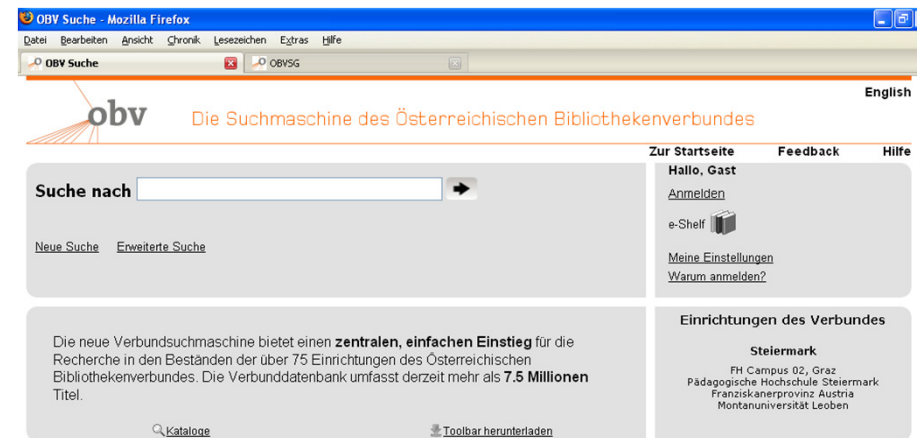 OBV Suche - Mozilla Firefox
Datei Bearbeiten Ansicht Chronik Lesezeichen Extras Hilfe
OBV Suche OBVSG
English
obv
Die Suchmaschine des Österreichischen Bibliothekenverbundes
Zur Startseite Feedback Hilfe
Suche nach
Neue Suche Erweiterte Suche
Hallo, Gast
Anmelden
e-Shelf
Meine Einstellungen
Warum anmelden?
Die neue Verbundsuchmaschine bietet einen zentralen, einfachen Einstieg für die
Recherche in den Beständen der über 75 Einrichtungen des Österreichischen
Bibliothekenverbundes. Die Verbunddatenbank umfasst derzeit mehr als 7.5 Millionen
Titel.
Kataloge Toolbar herunterladen
Einrichtungen des Verbundes
Steiermark
FH Campus 02, Graz
Pädagogische Hochschule Steiermark
Franziskanerprovinz Austria
Montanuniversität Leoben